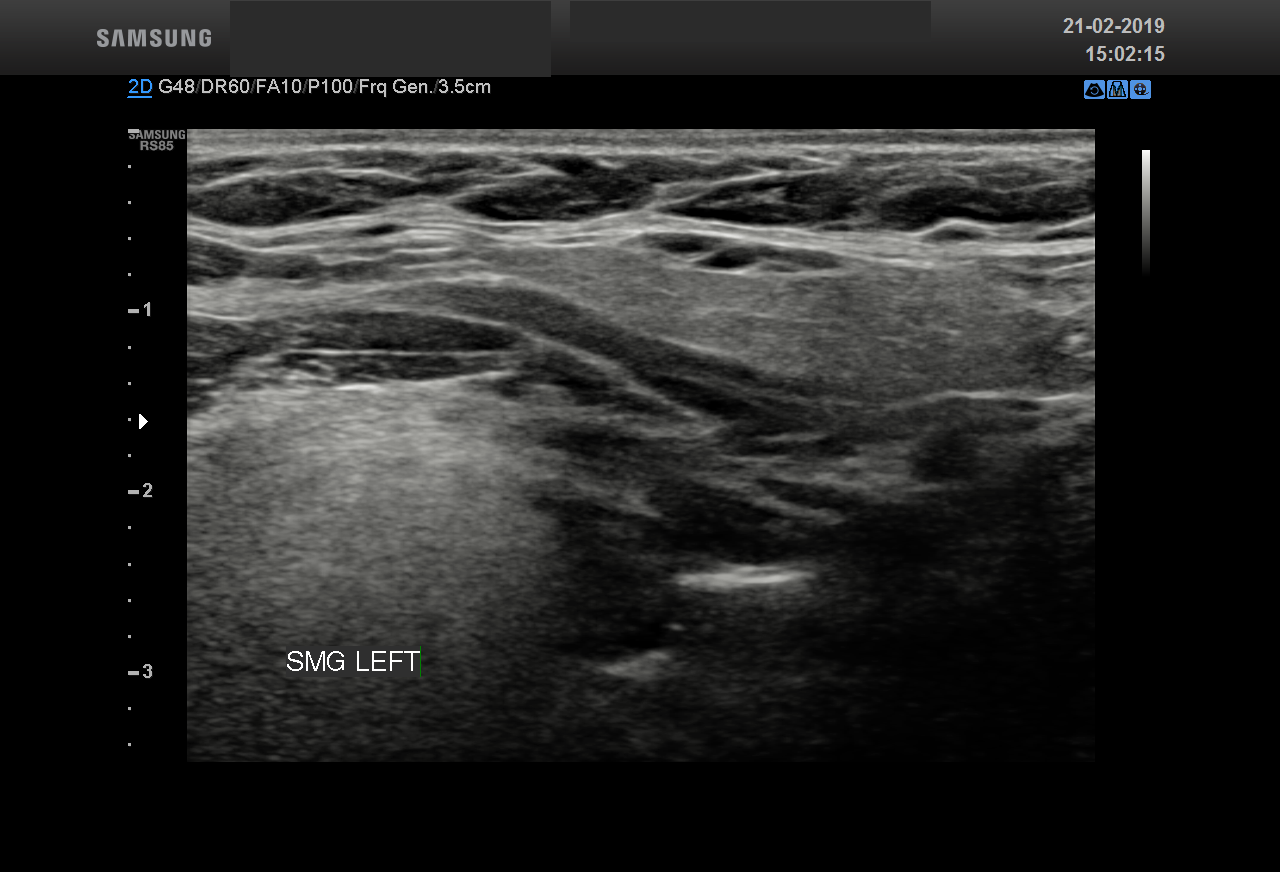 SAMSUNG
21-02-2019
15:02:15
2D G48/DR60/FA10/P100/Frq Gen./3.5cm
SAMSUNG
RS85
1
2
3
SMG LEFT